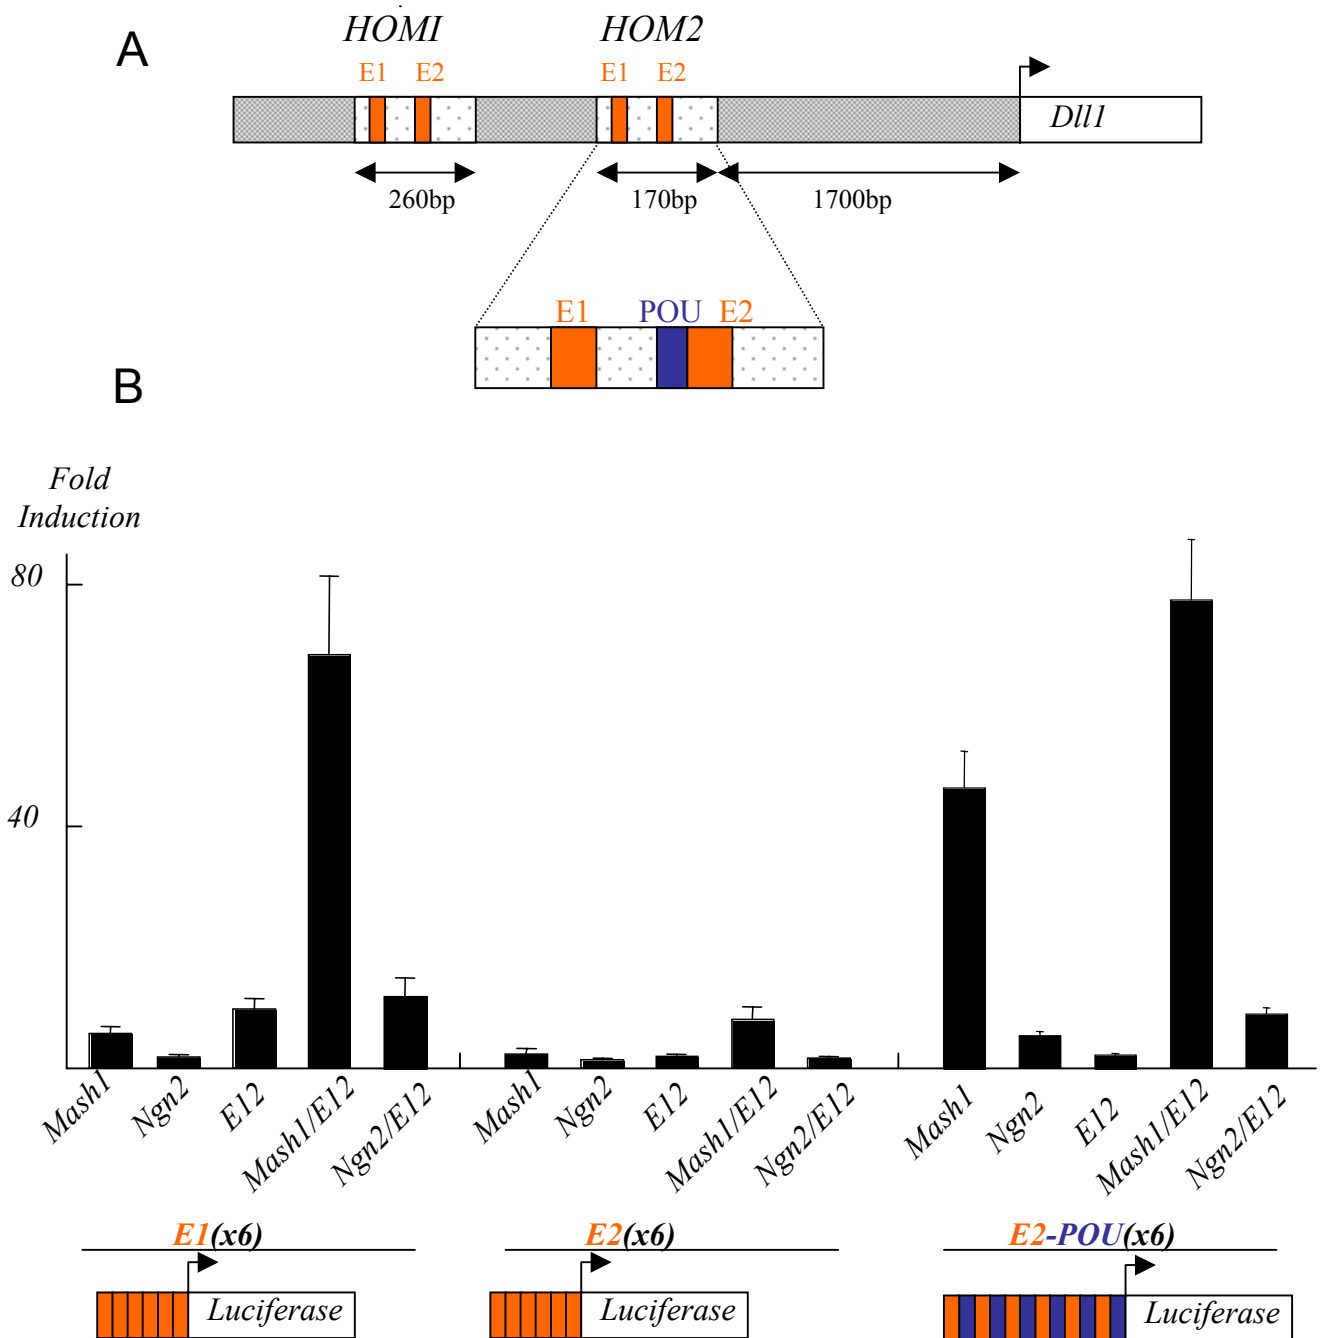 A
HOMI HOM2
E1 E2 E1 E2
Dll1
260bp 170bp 1700bp
E1 POU E2
B
Fold
Induction
80
40
Mash1 Ngn2 E12 Mash1/E12 Ngn2/E12 Mash1 Ngn2 E12 Mash1/E12 Ngn2/E12 Mash1 Ngn2 E12 Mash1/E12 Ngn2/E12
E1(x6) E2(x6) E2-POU(x6)
Luciferase Luciferase Luciferase